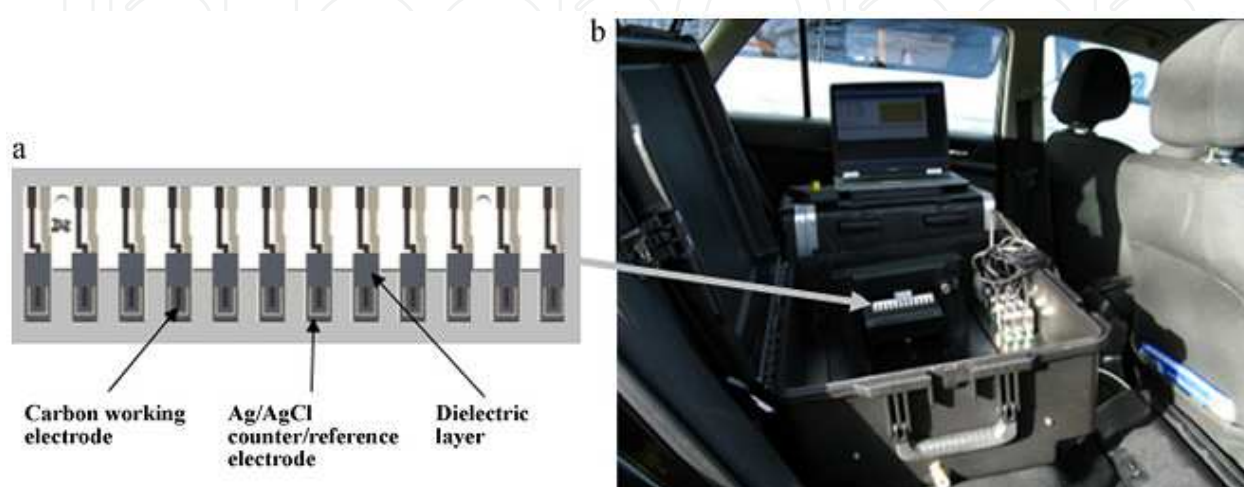 a
b
Carbon working
electrode
Ag/AgCl
counter/reference
electrode
Dielectric
layer